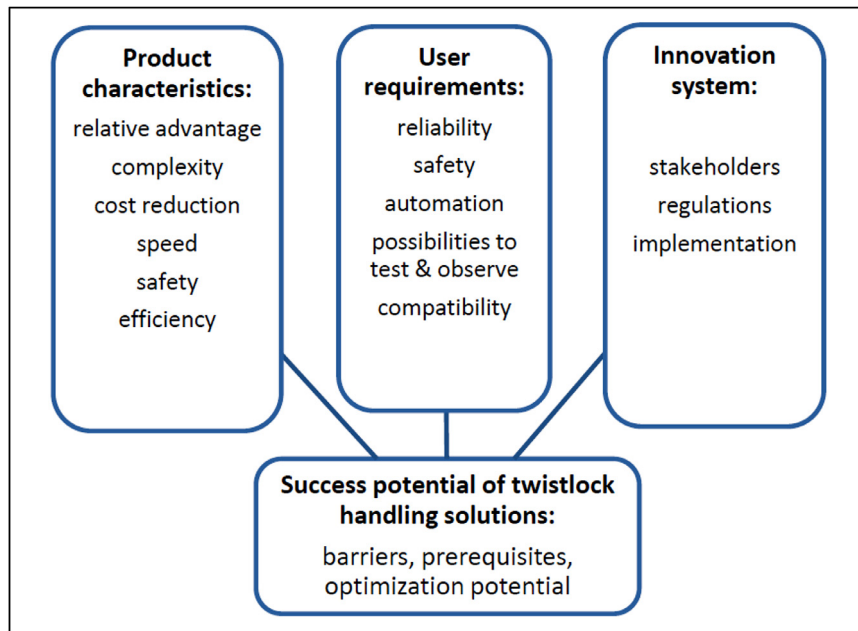 Product
characteristics:
relative advantage
complexity
cost reduction
speed
safety
efficiency
User
requirements:
reliability
safety
automation
possibilities to
test & observe
compatibility
Innovation
system:
stakeholders
regulations
implementation
Success potential of twistlock
handling solutions:
barriers, prerequisites,
optimization potential